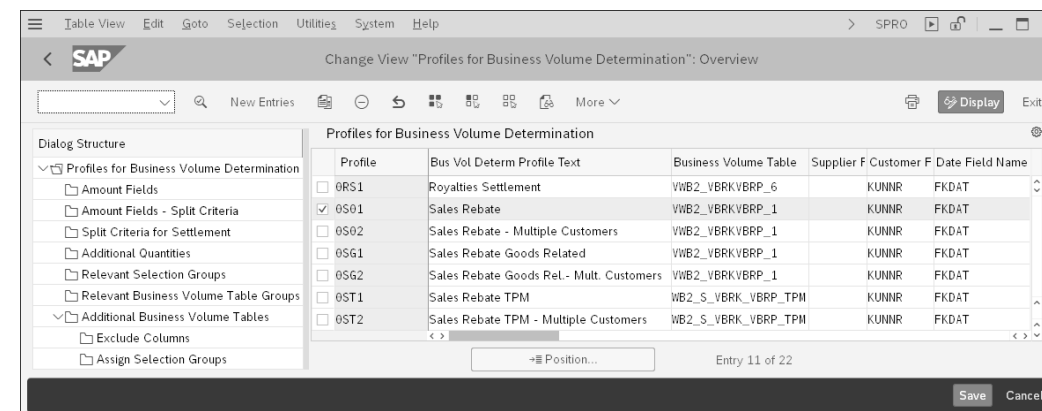 Table View Edit Goto Selection Utilities System Help SPRO
SAP Change View "Profiles for Business Volume Determination": Overview
New Entries More Display Exit
Dialog Structure
Profiles for Business Volume Determination
Amount Fields
Amount Fields - Split Criteria
Split Criteria for Settlement
Additional Quantities
Relevant Selection Groups
Relevant Business Volume Table Groups
Additional Business Volume Tables
Exclude Columns
Assign Selection Groups
Profiles for Business Volume Determination
Profile Bus Vol Determ Profile Text Business Volume Table Supplier F Customer F Date Field Name
0RS1 Royalties Settlement VWB2_VBRKVBRP_6 KUNNR FKDAT
0S01 Sales Rebate VWB2_VBRKVBRP_1 KUNNR FKDAT
0S02 Sales Rebate - Multiple Customers VWB2_VBRKVBRP_1 KUNNR FKDAT
0SG1 Sales Rebate Goods Related VWB2_VBRKVBRP_1 KUNNR FKDAT
0SG2 Sales Rebate Goods Rel.- Mult. Customers VWB2_VBRKVBRP_1 KUNNR FKDAT
0ST1 Sales Rebate TPM WB2_S_VBRK_VBRP_TPM KUNNR FKDAT
0ST2 Sales Rebate TPM - Multiple Customers WB2_S_VBRK_VBRP_TPM KUNNR FKDAT
Position... Entry 11 of 22
Save Cancel